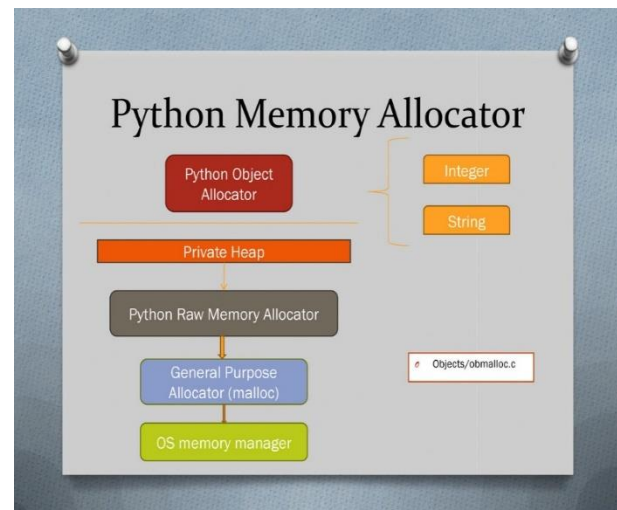 Python Memory Allocator
Python Object
Allocator
Integer
String
Private Heap
Python Raw Memory Allocator
General Purpose
Allocator (malloc)
OS memory manager
Objects/obmalloc.c